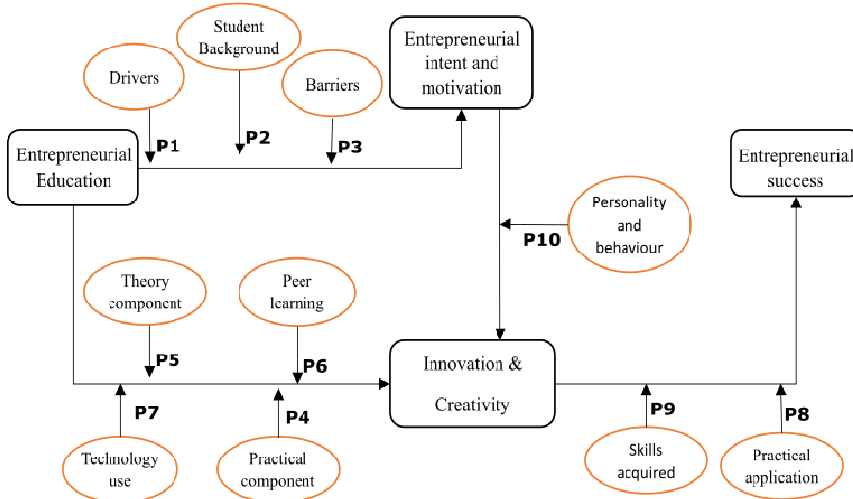 Student
Background
Drivers
Barriers
Entrepreneurial
intent and
motivation
P1
P2
P3
Entrepreneurial
Education
Entrepreneurial
success
Personality
and
behaviour
P10
Theory
component
Peer
learning
P5
P6
Innovation &
Creativity
P7
P4
P9
P8
Technology
use
Practical
component
Skills
acquired
Practical
application